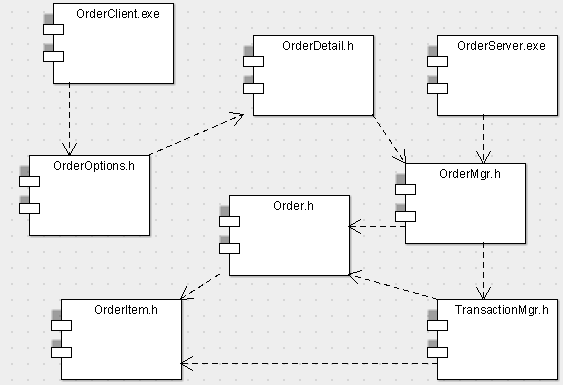 OrderClient.exe
OrderDetail.h
OrderServer.exe
OrderOptions.h
OrderMgr.h
Order.h
OrderItem.h
TransactionMgr.h